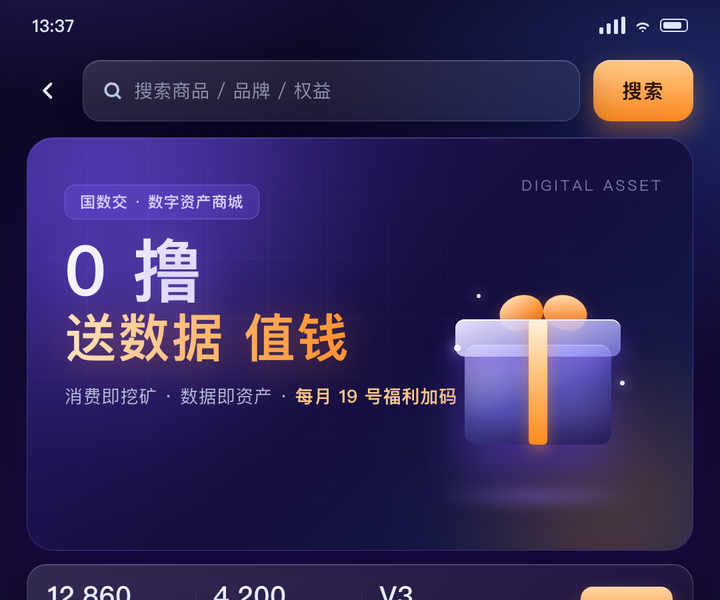 13:37
搜索商品 / 品牌 / 权益
搜索
DIGITAL ASSET
国数交 · 数字资产商城
0 撸
送数据 值钱
消费即挖矿 · 数据即资产 · 每月 19 号福利加码
12,860
4,200
V3